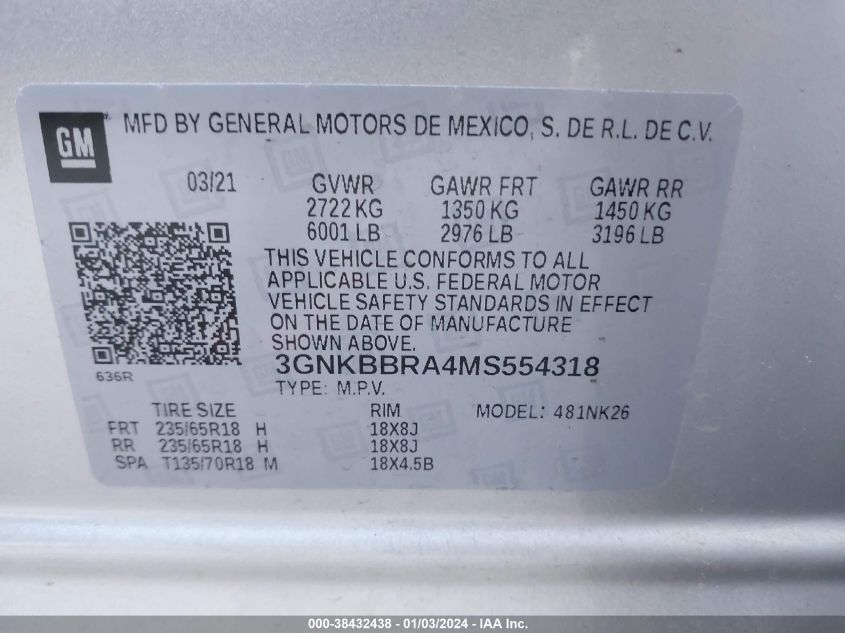 GM
MFD BY GENERAL MOTORS DE MEXICO, S. DE R.L. DE C.V.
03/21 GVWR GAWR FRT GAWR RR
2722 KG 1350 KG 1450 KG
6001 LB 2976 LB 3196 LB
THIS VEHICLE CONFORMS TO ALL
APPLICABLE U.S. FEDERAL MOTOR
VEHICLE SAFETY STANDARDS IN EFFECT
ON THE DATE OF MANUFACTURE
SHOWN ABOVE.
3GNKBBRA4MS554318
636R
TYPE: M.P.V.
TIRE SIZE RIM MODEL: 481NK26
FRT 235/65R18 H 18X8J
RR 235/65R18 H 18X8J
SPA T135/70R18 M 18X4.5B
000-38432438 - 01/03/2024 - IAA Inc.